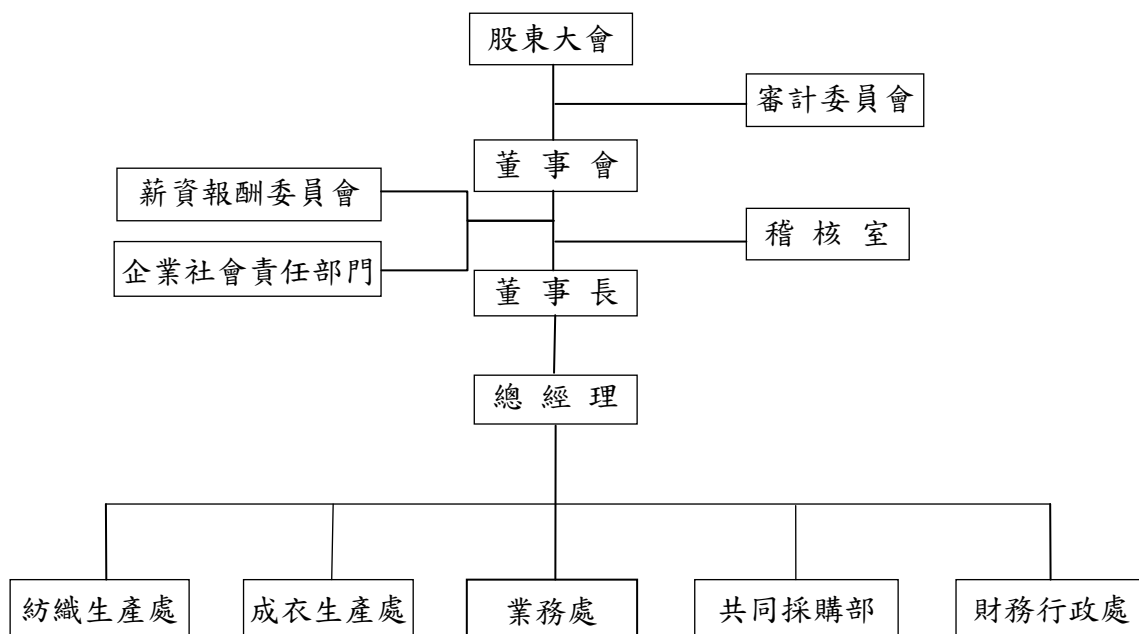 股東大會
審計委員會
董事會
薪資報酬委員會
稽核室
企業社會責任部門
董事長
總經理
紡織生產處
成衣生產處
業務處
共同採購部
財務行政處